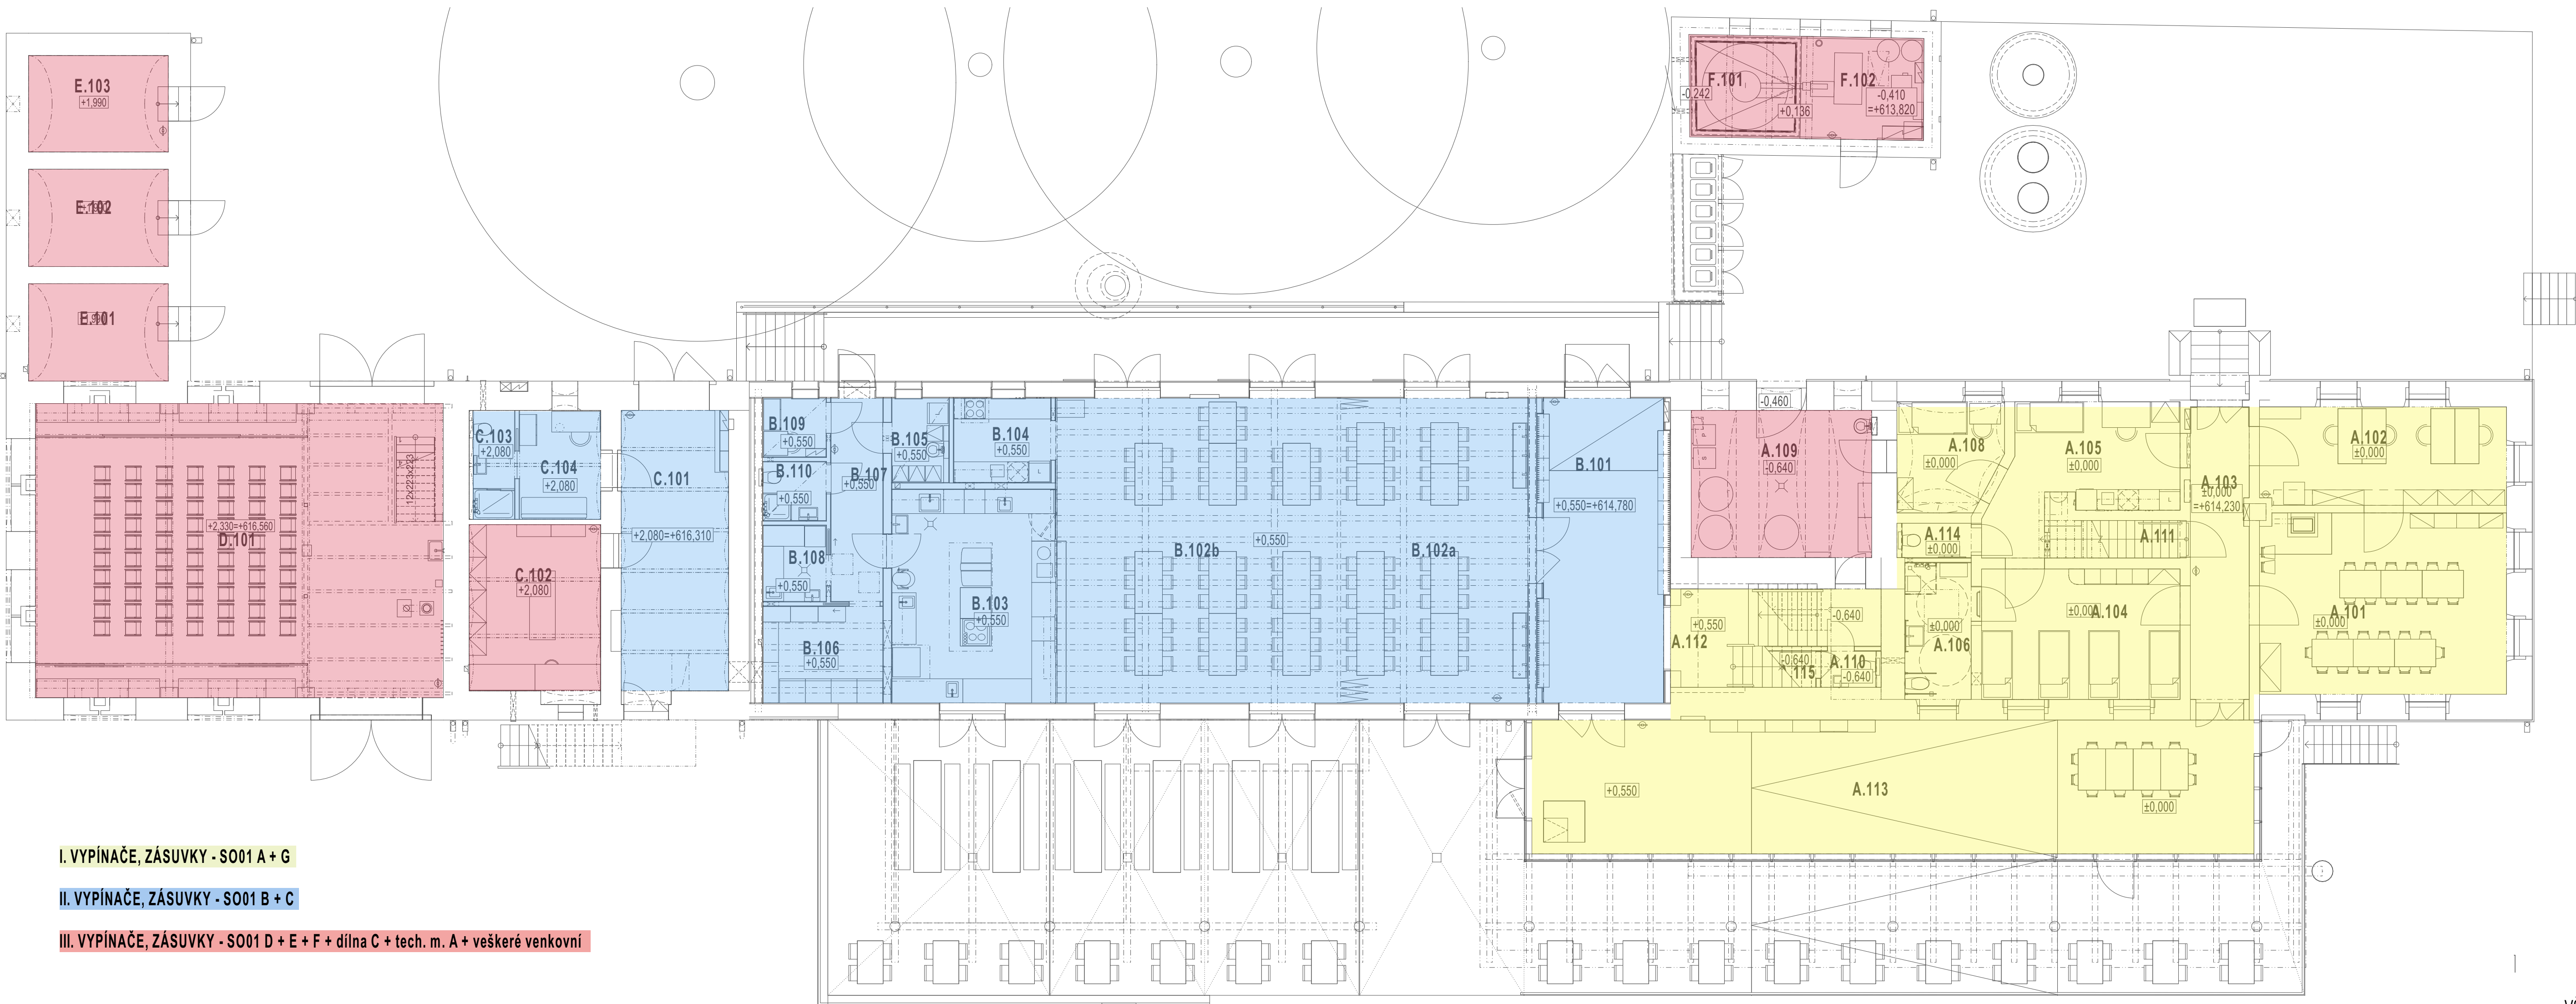 E.103
+1,990
E.102
E.101
F.101
-0,242
+0,136
F.102
-0,410
=+613,820
-0,460
C.103
+2,080
C.104
+2,080
C.101
+2,080=+616,310
C.102
+2,080
12x223x223
+2,330=+616,560
D.101
B.109
+0,550
B.110
+0,550
B.107
+0,550
B.105
+0,550
B.104
+0,550
B.108
+0,550
B.106
+0,550
B.103
+0,550
B.102b
+0,550
B.102a
B.101
+0,550=+614,780
A.109
-0,640
A.108
±0,000
A.105
±0,000
A.102
±0,000
A.103
±0,000
=+614,230
A.114
±0,000
A.111
A.104
±0,000
A.101
±0,000
±0,000
A.106
+0,550
A.112
-0,640
-0,640
115
A.110
-0,640
+0,550
A.113
±0,000
I. VYPÍNAČE, ZÁSUVKY - SO01 A + G
II. VYPÍNAČE, ZÁSUVKY - SO01 B + C
III. VYPÍNAČE, ZÁSUVKY - SO01 D + E + F + dílna C + tech. m. A + veškeré venkovní